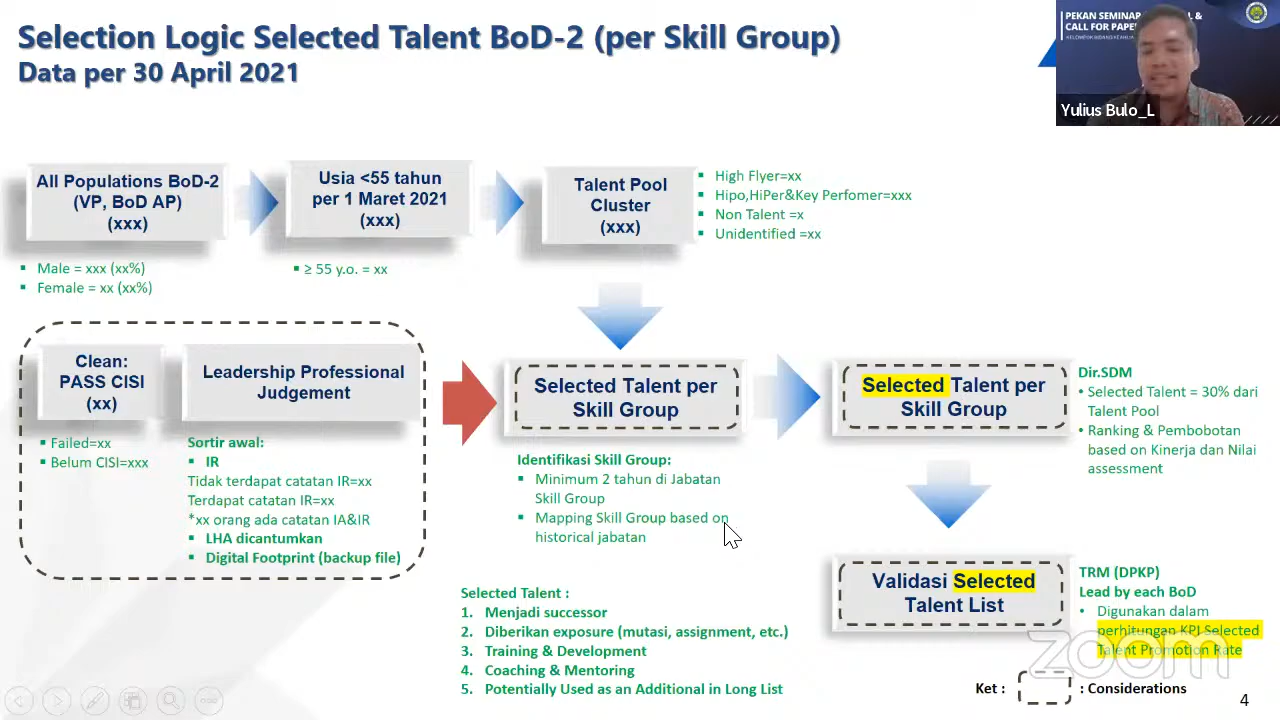 Selection Logic Selected Talent BoD-2 (per Skill Group)
Data per 30 April 2021
PEKAN SEMINAR
CALL FOR PAPE
Yulius Bulo_L
All Populations BoD-2
(VP, BoD AP)
(xxx)
▪ Male = xxx (xx%)
▪ Female = xx (xx%)
Usia <55 tahun
per 1 Maret 2021
(xxx)
▪ ≥ 55 y.o. = xx
Talent Pool
Cluster
(xxx)
▪ High Flyer=xx
▪ Hipo,HiPer&Key Perfomer=xxx
▪ Non Talent =x
▪ Unidentified =xx
Clean:
PASS CISI
(xx)
▪ Failed=xx
▪ Belum CISI=xxx
Leadership Professional
Judgement
Sortir awal:
▪ IR
Tidak terdapat catatan IR=xx
Terdapat catatan IR=xx
*xx orang ada catatan IA&IR
▪ LHA dicantumkan
▪ Digital Footprint (backup file)
Selected Talent per
Skill Group
Identifikasi Skill Group:
▪ Minimum 2 tahun di Jabatan
Skill Group
▪ Mapping Skill Group based on
historical jabatan
Selected Talent per
Skill Group
Dir.SDM
• Selected Talent = 30% dari
Talent Pool
• Ranking & Pembobotan
based on Kinerja dan Nilai
assessment
Validasi Selected
Talent List
TRM (DPKP)
Lead by each BoD
• Digunakan dalam
perhitungan KPI Selected
Talent Promotion Rate
Selected Talent :
1. Menjadi successor
2. Diberikan exposure (mutasi, assignment, etc.)
3. Training & Development
4. Coaching & Mentoring
5. Potentially Used as an Additional in Long List
zoom
Ket : : Considerations
4